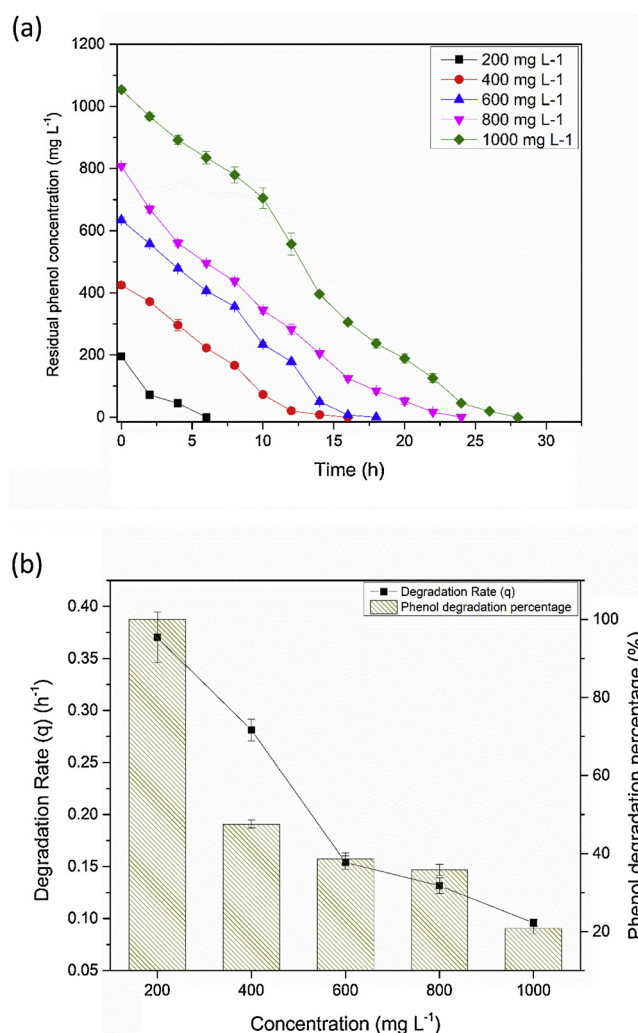 (a)
1200
1000
800
600
400
200
0
Residual phenol concentration (mg L-1)
200 mg L-1
400 mg L-1
600 mg L-1
800 mg L-1
1000 mg L-1
0 5 10 15 20 25 30
Time (h)
(b)
Degradation Rate (q)
Phenol degradation percentage
0.40
0.35
0.30
0.25
0.20
0.15
0.10
0.05
Degradation Rate (q) (h-1)
100
80
60
40
20
Phenol degradation percentage (%)
200 400 600 800 1000
Concentration (mg L-1)